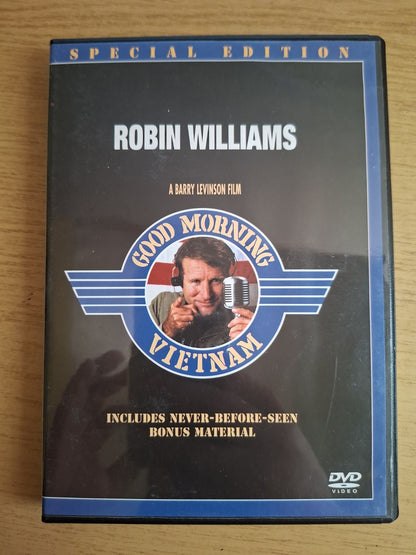 SPECIAL EDITION
ROBIN WILLIAMS
A BARRY LEVINSON FILM
GOOD MORNING
VIETNAM
INCLUDES NEVER-BEFORE-SEEN
BONUS MATERIAL
DVD
VIDEO